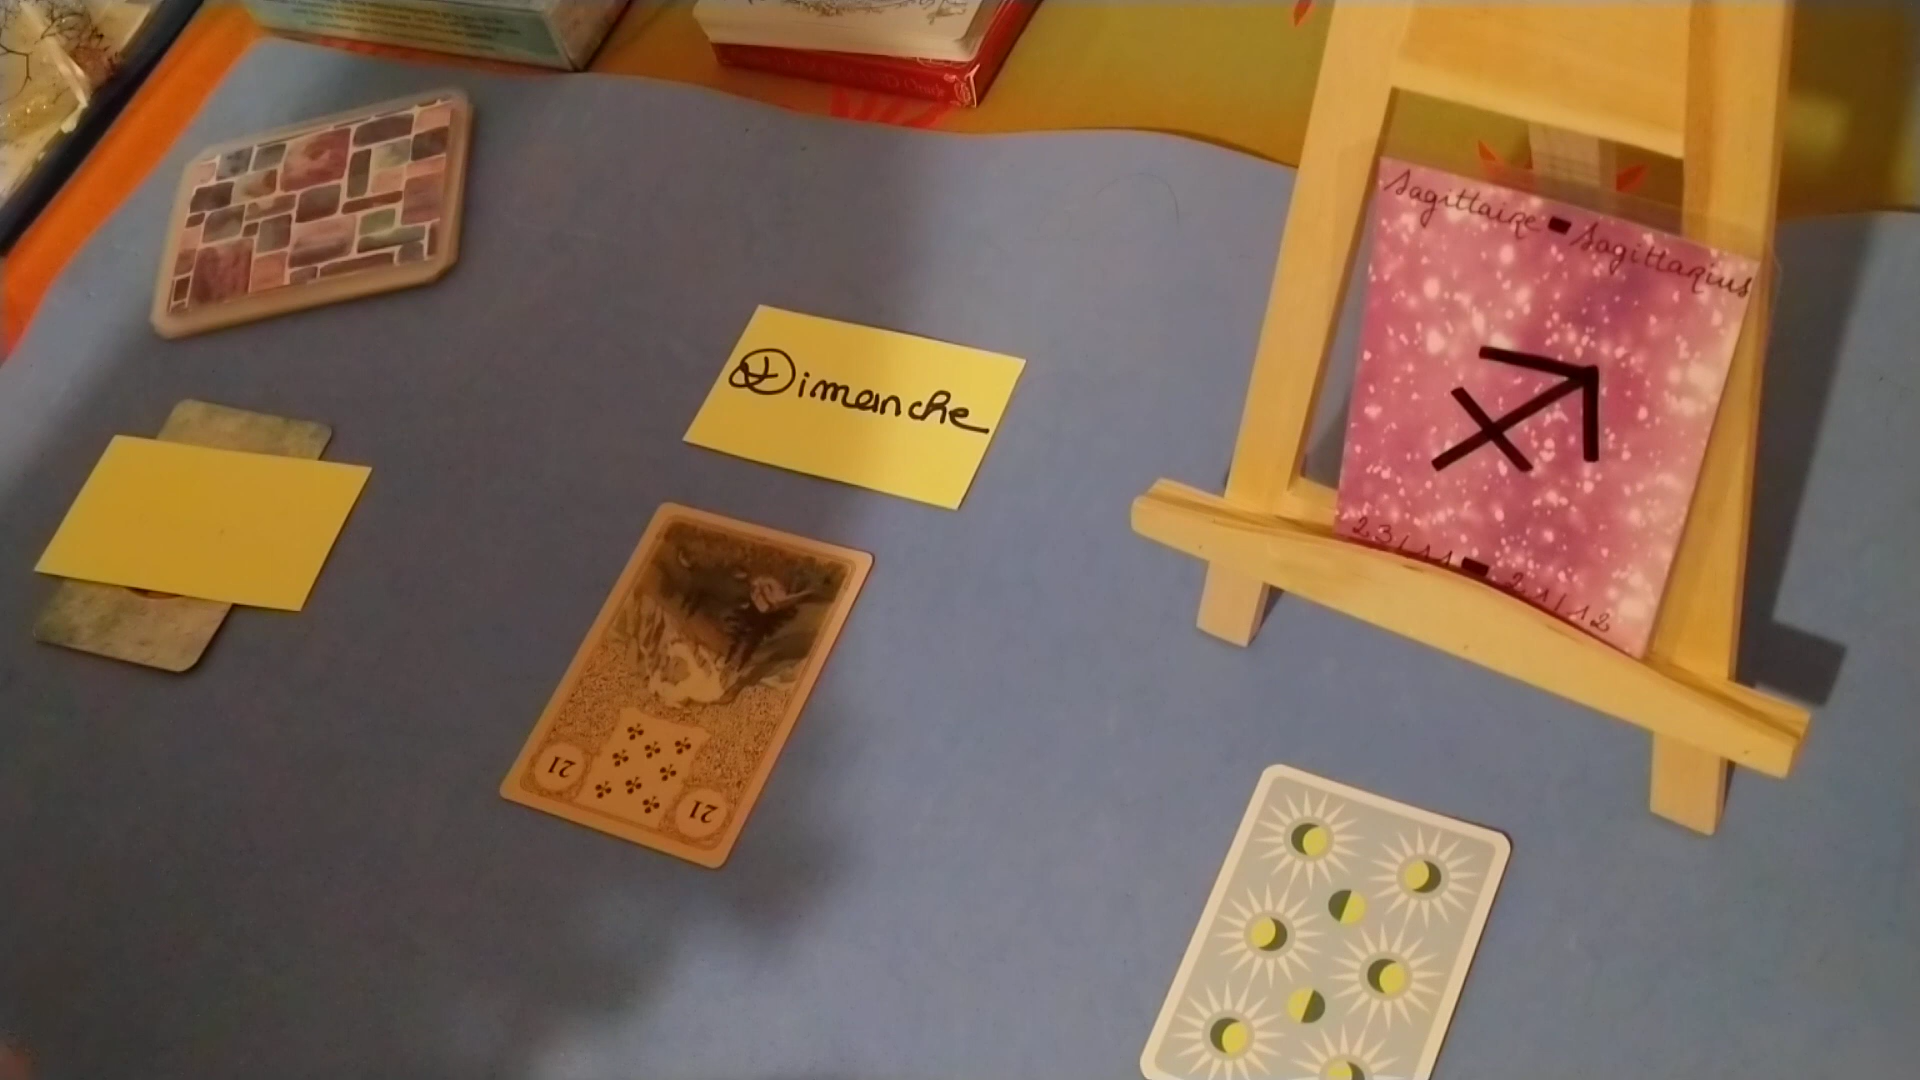 Dimanche
Sagittaire - Sagittarius
23/11 - 21/12
21
21